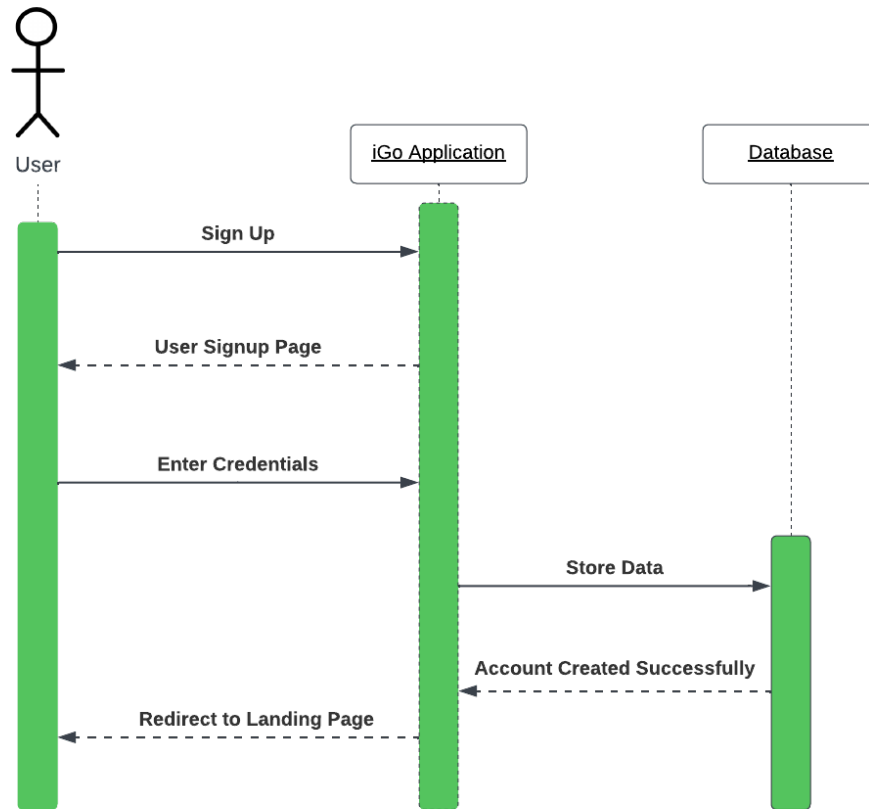 User
iGo Application
Database
Sign Up
User Signup Page
Enter Credentials
Store Data
Account Created Successfully
Redirect to Landing Page